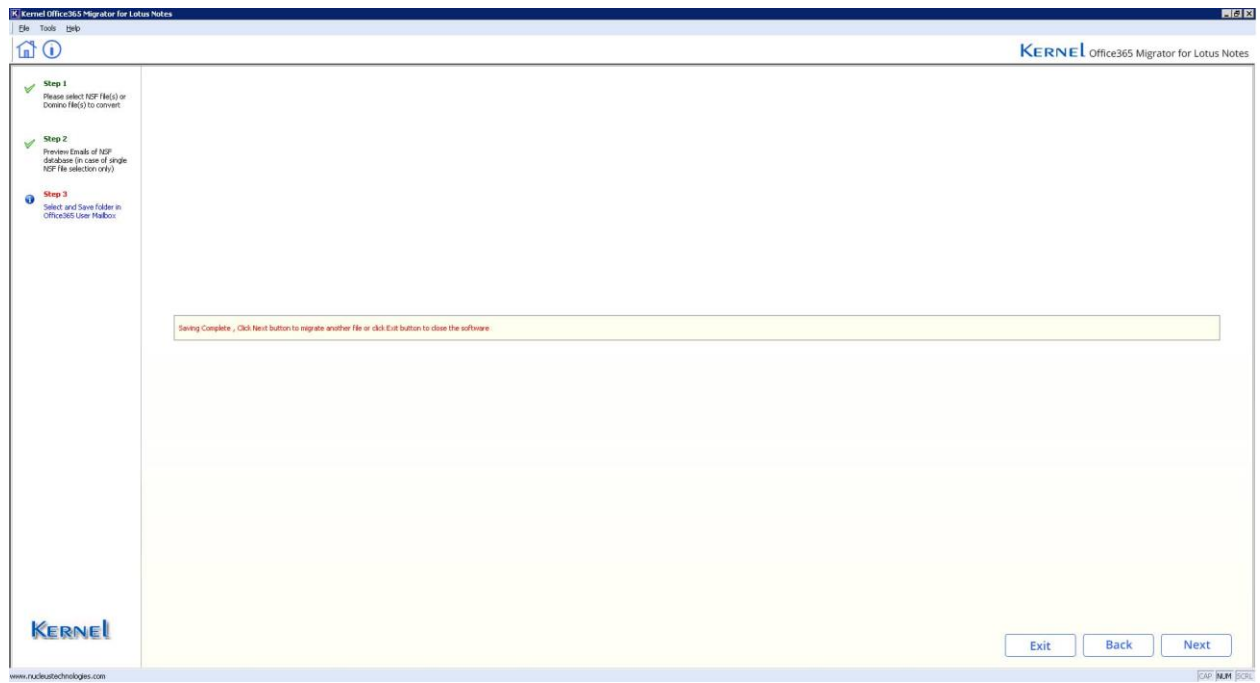 Kernel Office365 Migrator for Lotus Notes
File Tools Help
KERNEL Office365 Migrator for Lotus Notes
Step 1
Please select NSF file(s) or
Domino file(s) to convert
Step 2
Preview Emails of NSF
database (in case of single
NSF file selection only)
Step 3
Select and Save folder in
Office365 User Mailbox
Saving Complete , Click Next button to migrate another file or click Exit button to close the software
KERNEL
Exit Back Next
www.nucleustechnologies.com
CAP NUM SCRL